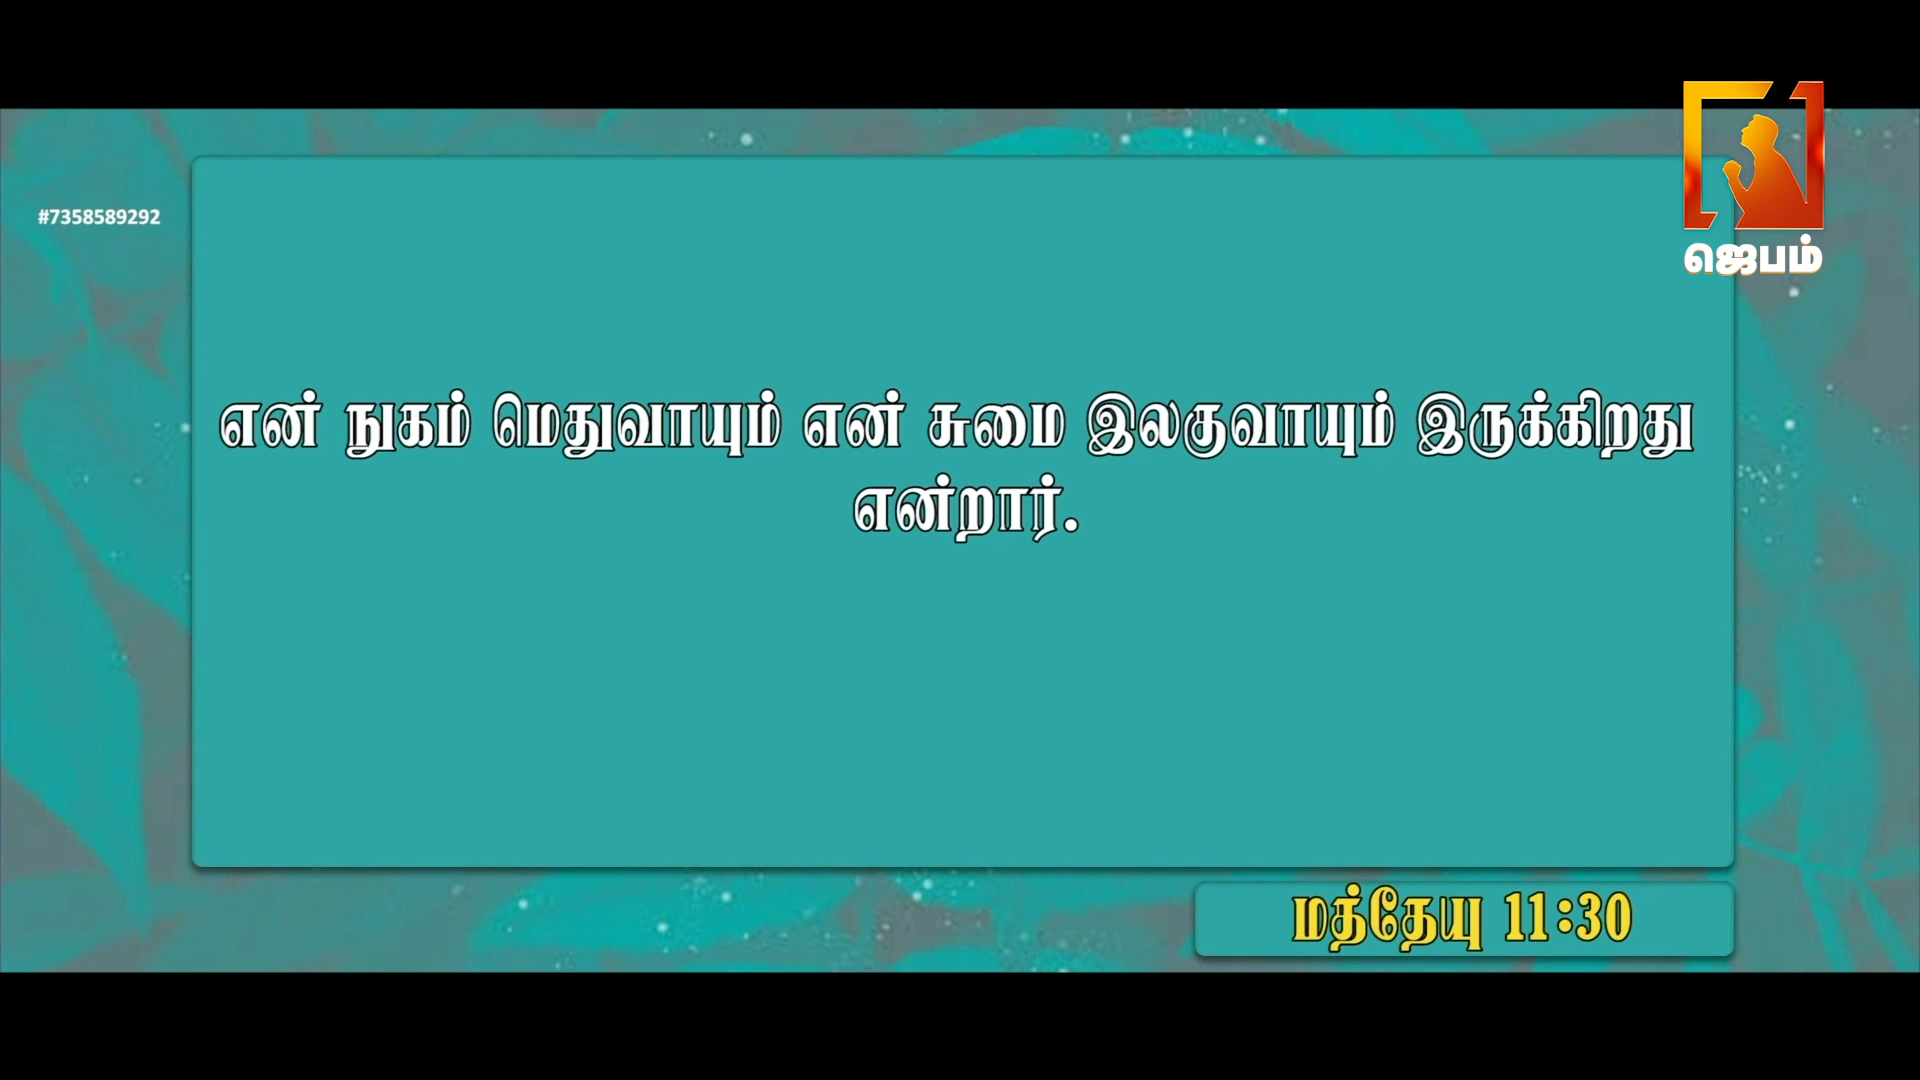 #7358589292
ஜெபம்
என் நுகம் மெதுவாயும் என் சுமை இலகுவாயும் இருக்கிறது
என்றார்.
மத்தேயு 11:30